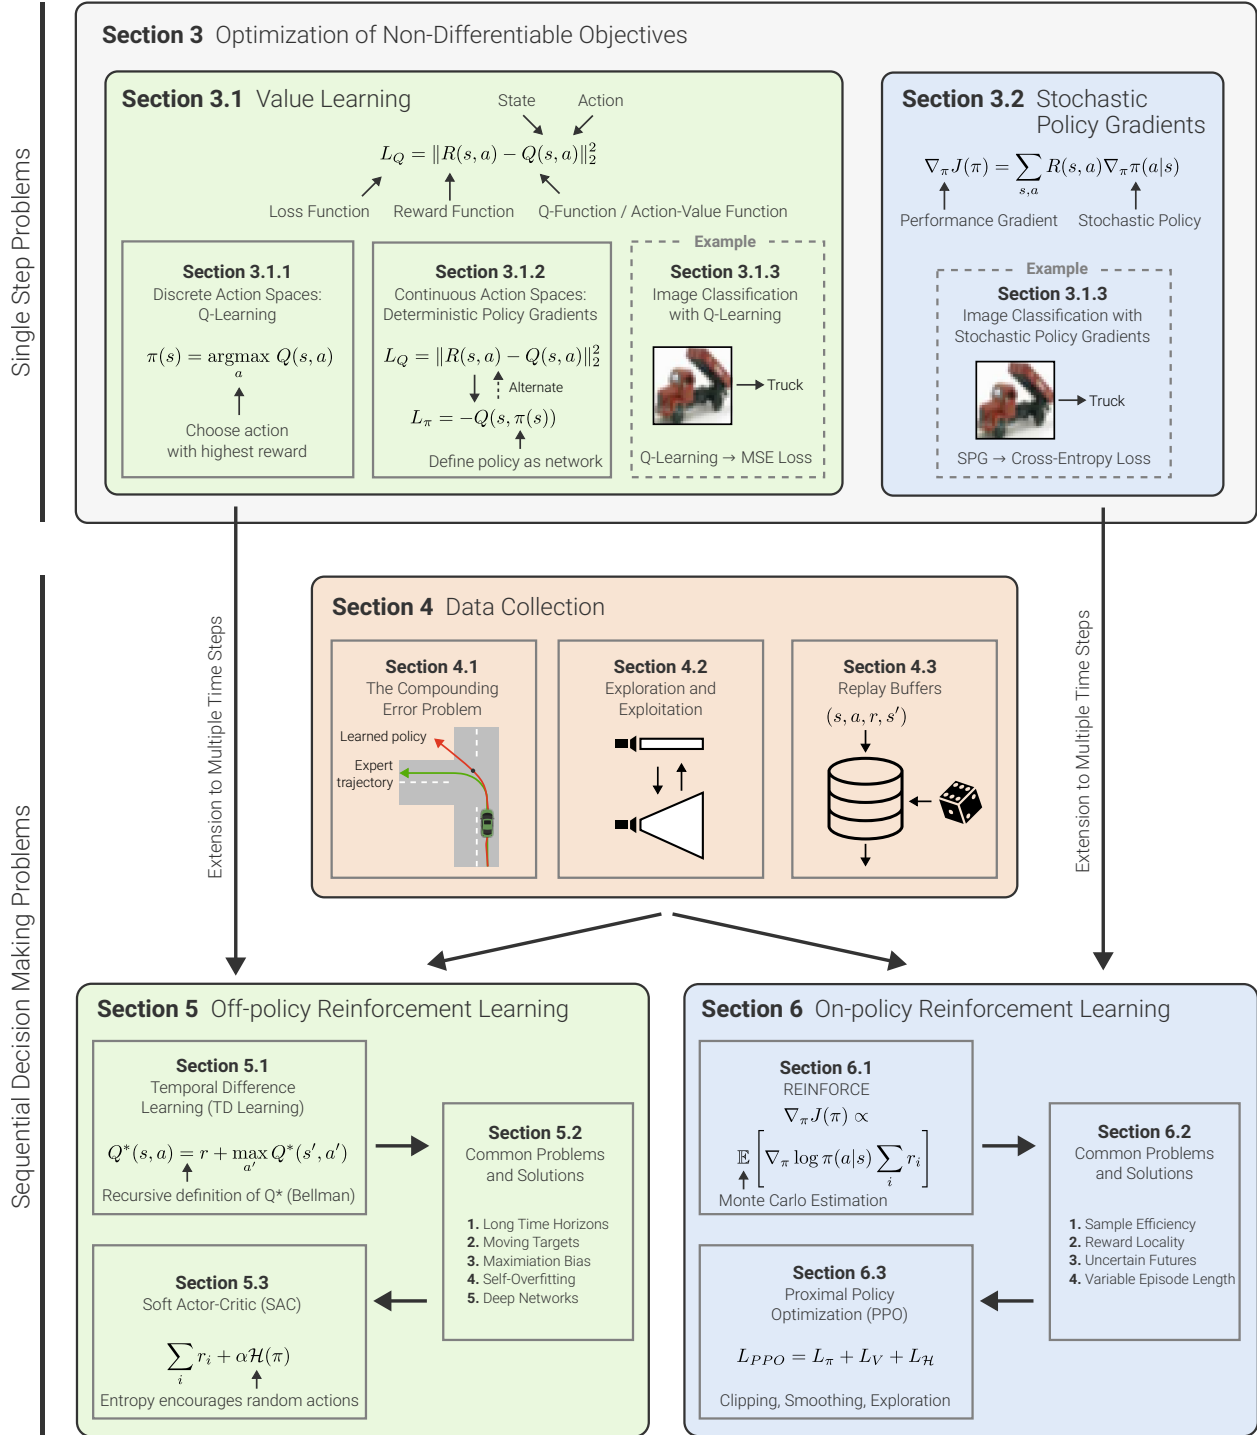 Single Step Problems
Section 3 Optimization of Non-Differentiable Objectives
Section 3.1 Value Learning
State
Action
L_Q = ‖R(s, a) − Q(s, a)‖₂²
Loss Function
Reward Function
Q-Function / Action-Value Function
Section 3.1.1
Discrete Action Spaces:
Q-Learning
π(s) = argmax_a Q(s, a)
Choose action
with highest reward
Section 3.1.2
Continuous Action Spaces:
Deterministic Policy Gradients
L_Q = ‖R(s, a) − Q(s, a)‖₂²
Alternate
L_π = −Q(s, π(s))
Define policy as network
Example
Section 3.1.3
Image Classification
with Q-Learning
Truck
Q-Learning → MSE Loss
Section 3.2 Stochastic
Policy Gradients
∇_π J(π) = ∑_{s,a} R(s, a)∇_π π(a|s)
Performance Gradient
Stochastic Policy
Example
Section 3.1.3
Image Classification with
Stochastic Policy Gradients
Truck
SPG → Cross-Entropy Loss
Sequential Decision Making Problems
Extension to Multiple Time Steps
Section 4 Data Collection
Section 4.1
The Compounding
Error Problem
Learned policy
Expert
trajectory
Section 4.2
Exploration and
Exploitation
Section 4.3
Replay Buffers
(s, a, r, s′)
Extension to Multiple Time Steps
Section 5 Off-policy Reinforcement Learning
Section 5.1
Temporal Difference
Learning (TD Learning)
Q*(s, a) = r + max_{a′} Q*(s′, a′)
Recursive definition of Q* (Bellman)
Section 5.2
Common Problems
and Solutions
1. Long Time Horizons
2. Moving Targets
3. Maximiation Bias
4. Self-Overfitting
5. Deep Networks
Section 5.3
Soft Actor-Critic (SAC)
∑_i r_i + αℋ(π)
Entropy encourages random actions
Section 6 On-policy Reinforcement Learning
Section 6.1
REINFORCE
∇_π J(π) ∝
𝔼 [∇_π log π(a|s) ∑_i r_i]
Monte Carlo Estimation
Section 6.2
Common Problems
and Solutions
1. Sample Efficiency
2. Reward Locality
3. Uncertain Futures
4. Variable Episode Length
Section 6.3
Proximal Policy
Optimization (PPO)
L_{PPO} = L_π + L_V + L_ℋ
Clipping, Smoothing, Exploration